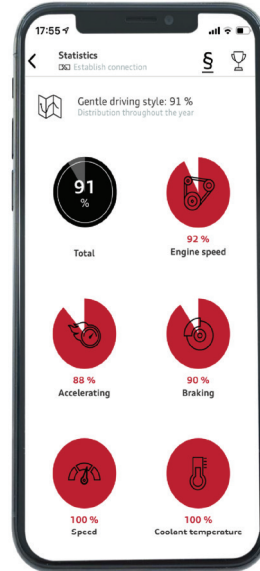 17:55
Statistics
Establish connection
§
Gentle driving style: 91 %
Distribution throughout the year
91
%
Total
92 %
Engine speed
88 %
Accelerating
90 %
Braking
100 %
Speed
100 %
Coolant temperature